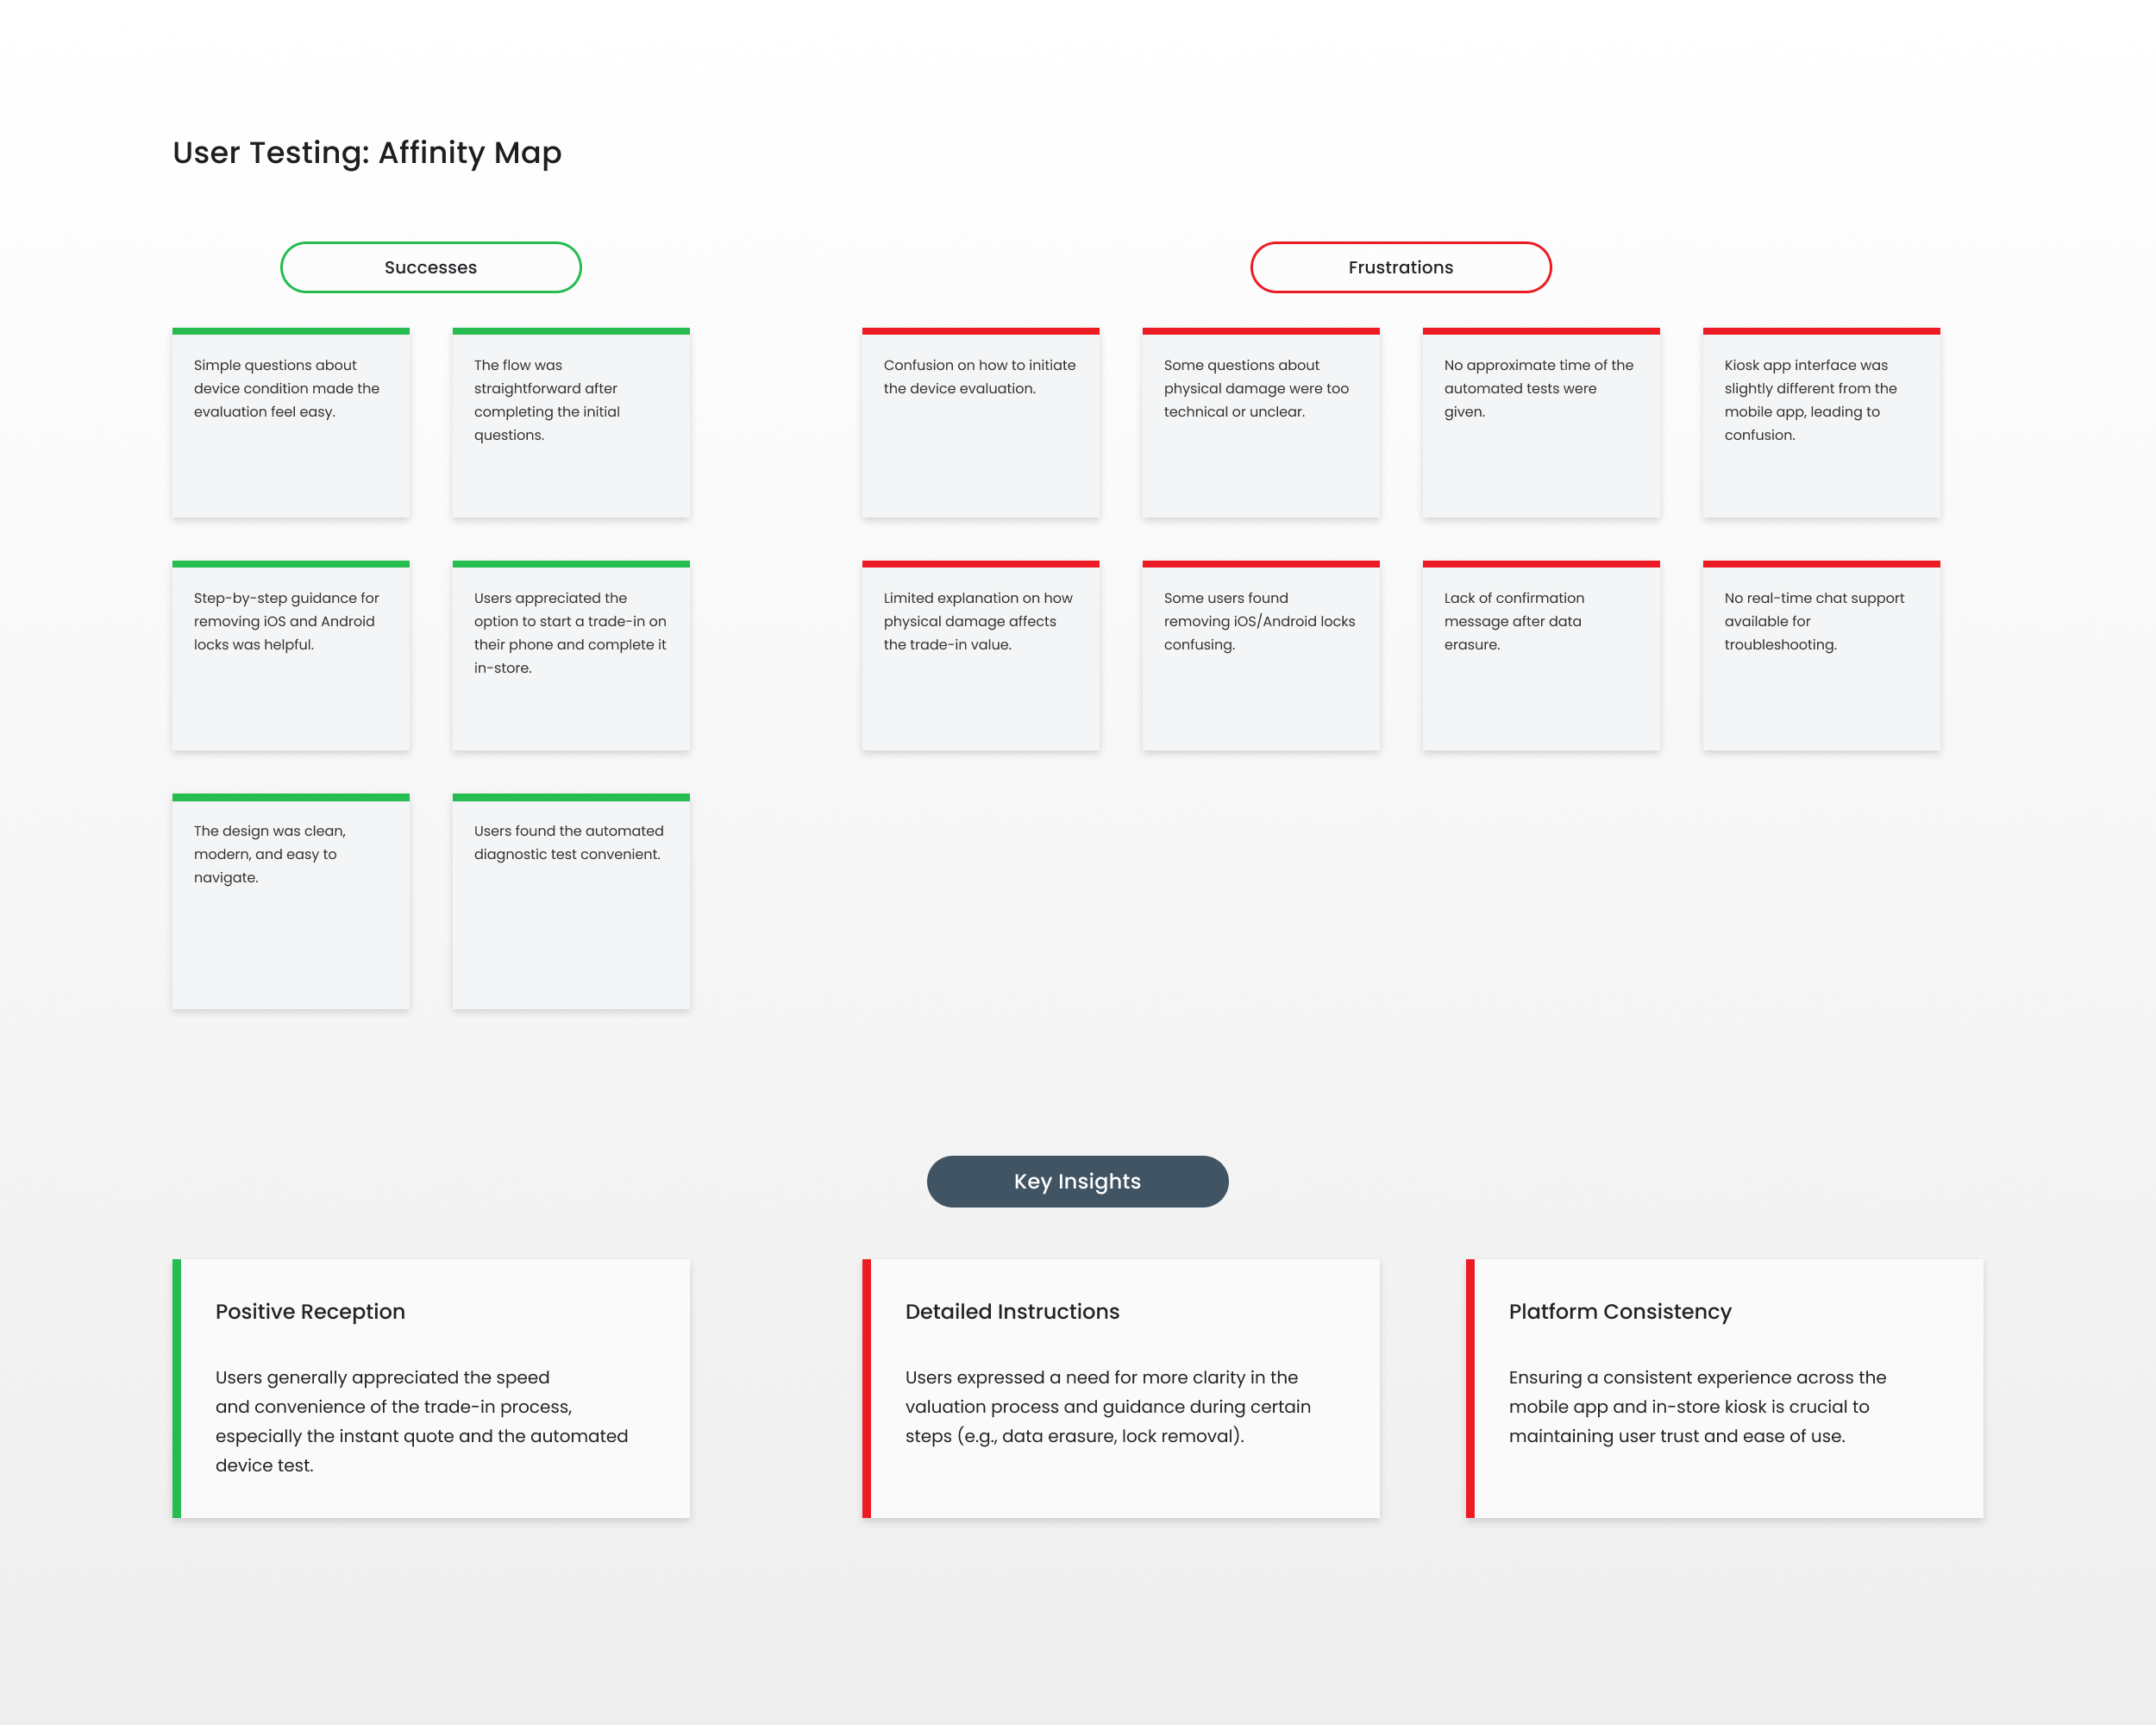 User Testing: Affinity Map
Successes
Simple questions about
device condition made the
evaluation feel easy.
The flow was
straightforward after
completing the initial
questions.
Step-by-step guidance for
removing iOS and Android
locks was helpful.
Users appreciated the
option to start a trade-in on
their phone and complete it
in-store.
The design was clean,
modern, and easy to
navigate.
Users found the automated
diagnostic test convenient.
Frustrations
Confusion on how to initiate
the device evaluation.
Some questions about
physical damage were too
technical or unclear.
No approximate time of the
automated tests were
given.
Kiosk app interface was
slightly different from the
mobile app, leading to
confusion.
Limited explanation on how
physical damage affects
the trade-in value.
Some users found
removing iOS/Android locks
confusing.
Lack of confirmation
message after data
erasure.
No real-time chat support
available for
troubleshooting.
Key Insights
Positive Reception
Users generally appreciated the speed
and convenience of the trade-in process,
especially the instant quote and the automated
device test.
Detailed Instructions
Users expressed a need for more clarity in the
valuation process and guidance during certain
steps (e.g., data erasure, lock removal).
Platform Consistency
Ensuring a consistent experience across the
mobile app and in-store kiosk is crucial to
maintaining user trust and ease of use.